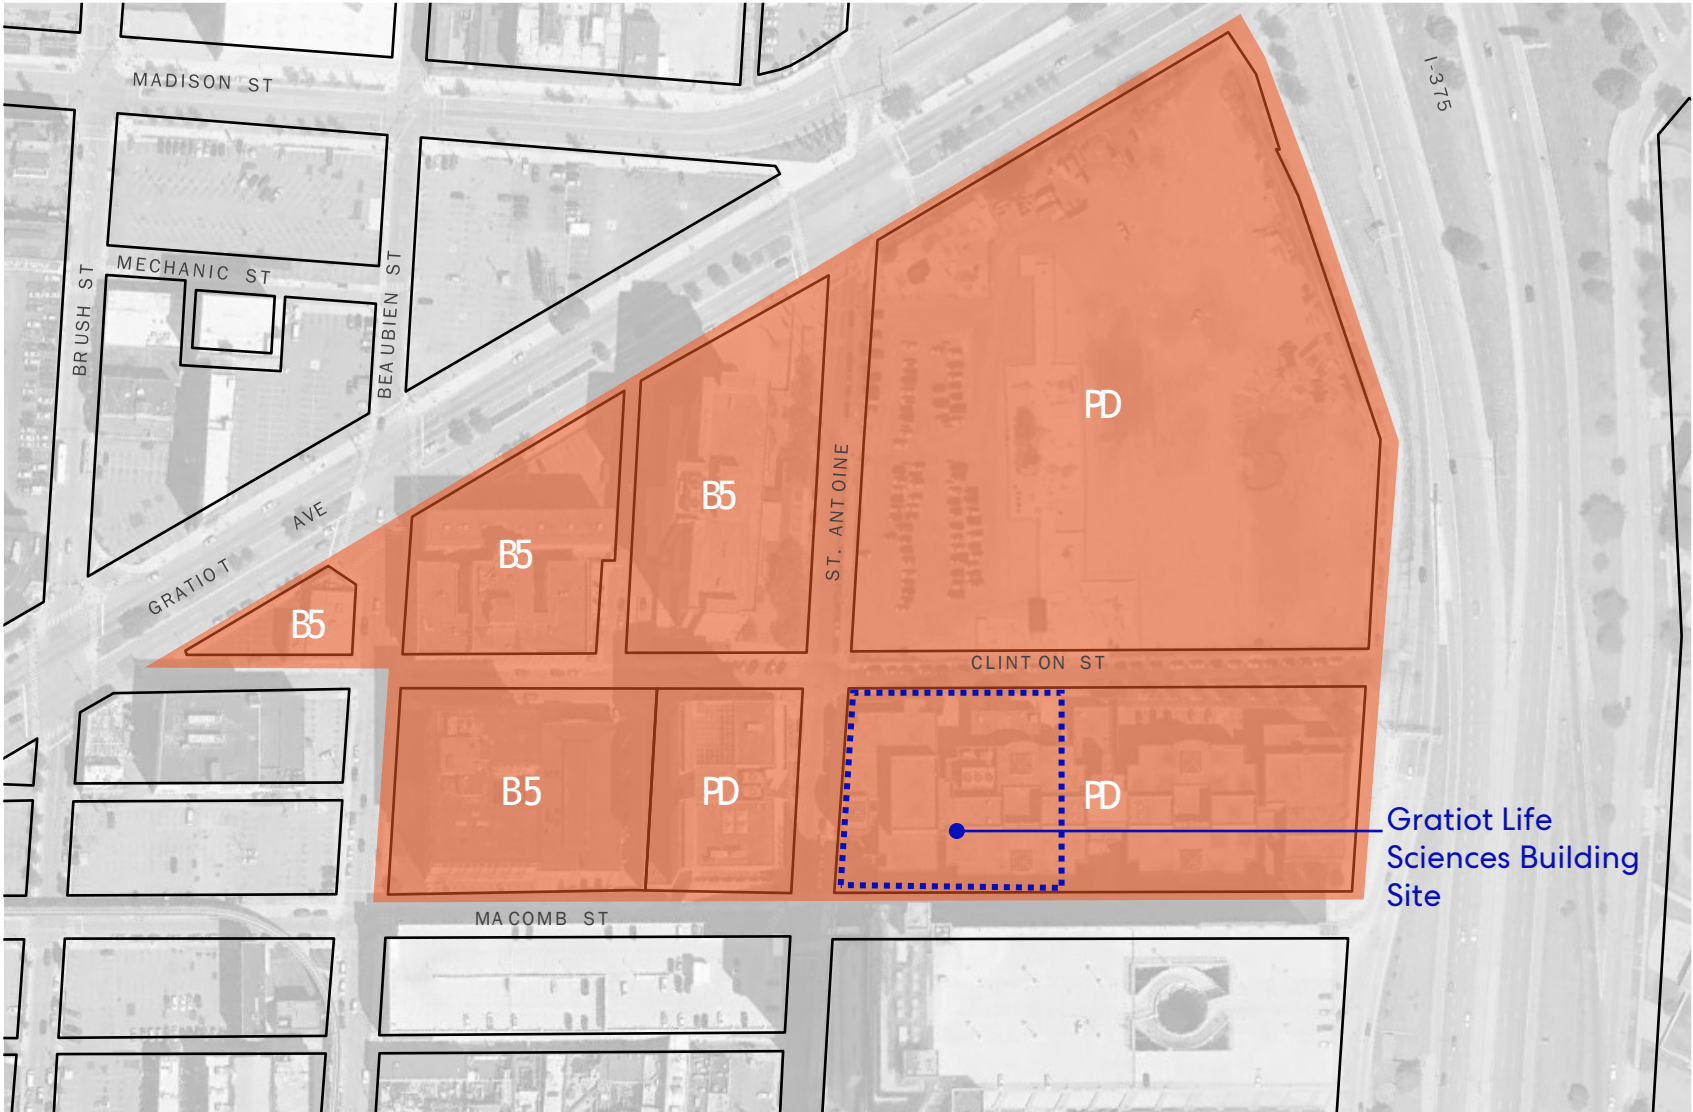 MADISON ST
I-375
MECHANIC ST
BRUSH ST
BEAUBIEN ST
PD
B5
ST. ANTOINE
GRATIOT AVE
B5
B5
CLINTON ST
B5
PD
PD
Gratiot Life
Sciences Building
Site
MACOMB ST